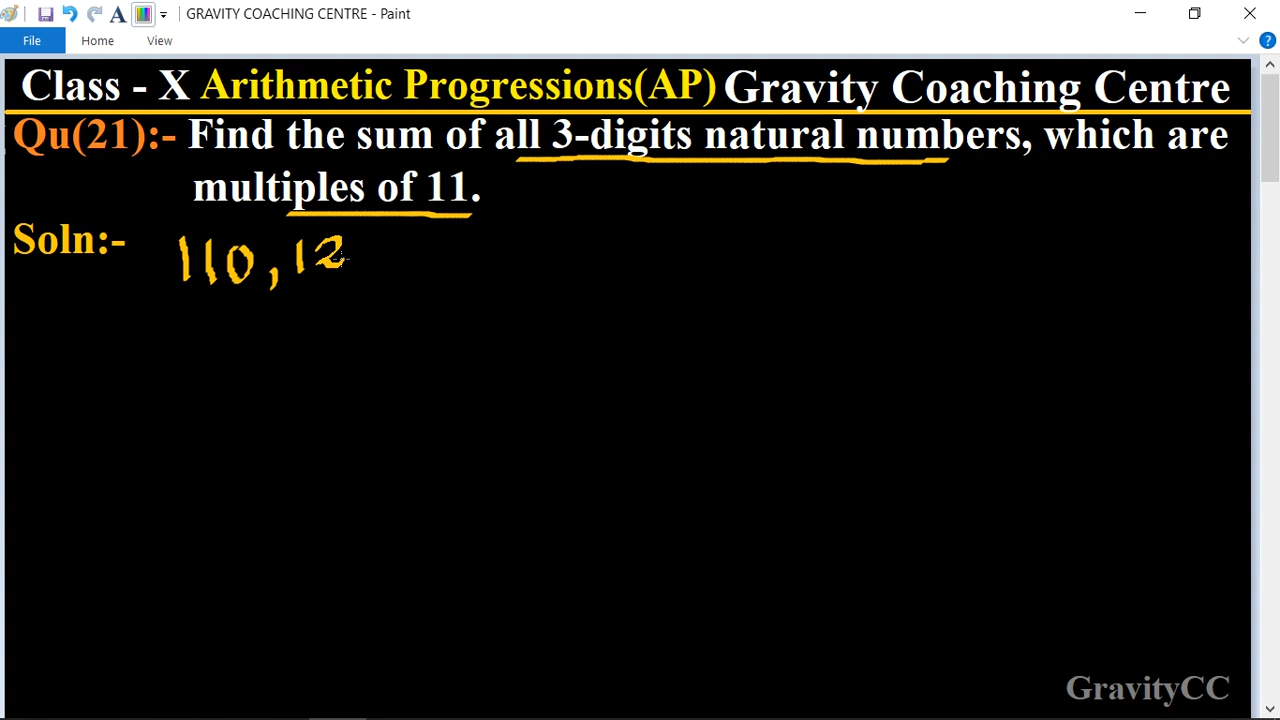 GRAVITY COACHING CENTRE - Paint
File Home View
Class - X Arithmetic Progressions(AP) Gravity Coaching Centre
Qu(21):- Find the sum of all 3-digits natural numbers, which are
multiples of 11.
Soln:- 110, 12
GravityCC